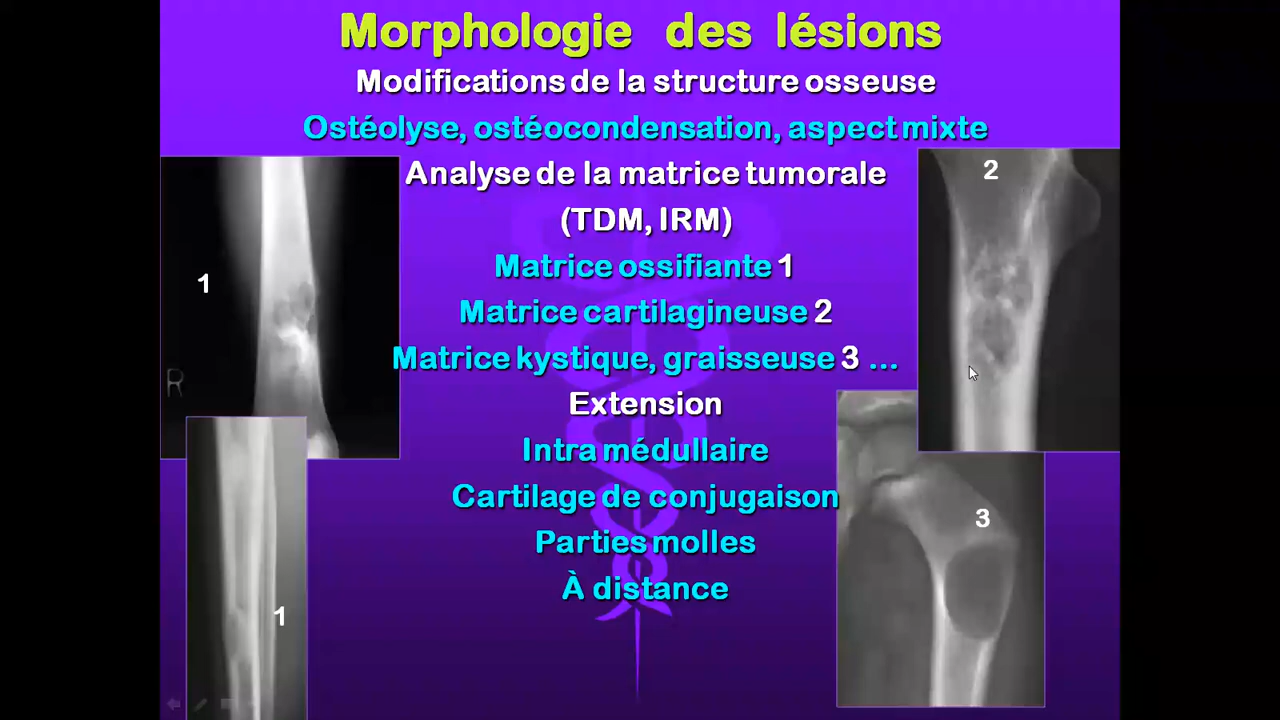 Morphologie des lésions
Modifications de la structure osseuse
Ostéolyse, ostéocondensation, aspect mixte
Analyse de la matrice tumorale
(TDM, IRM)
Matrice ossifiante 1
Matrice cartilagineuse 2
Matrice kystique, graisseuse 3 ...
Extension
Intra médullaire
Cartilage de conjugaison
Parties molles
À distance
1
R
1
2
3